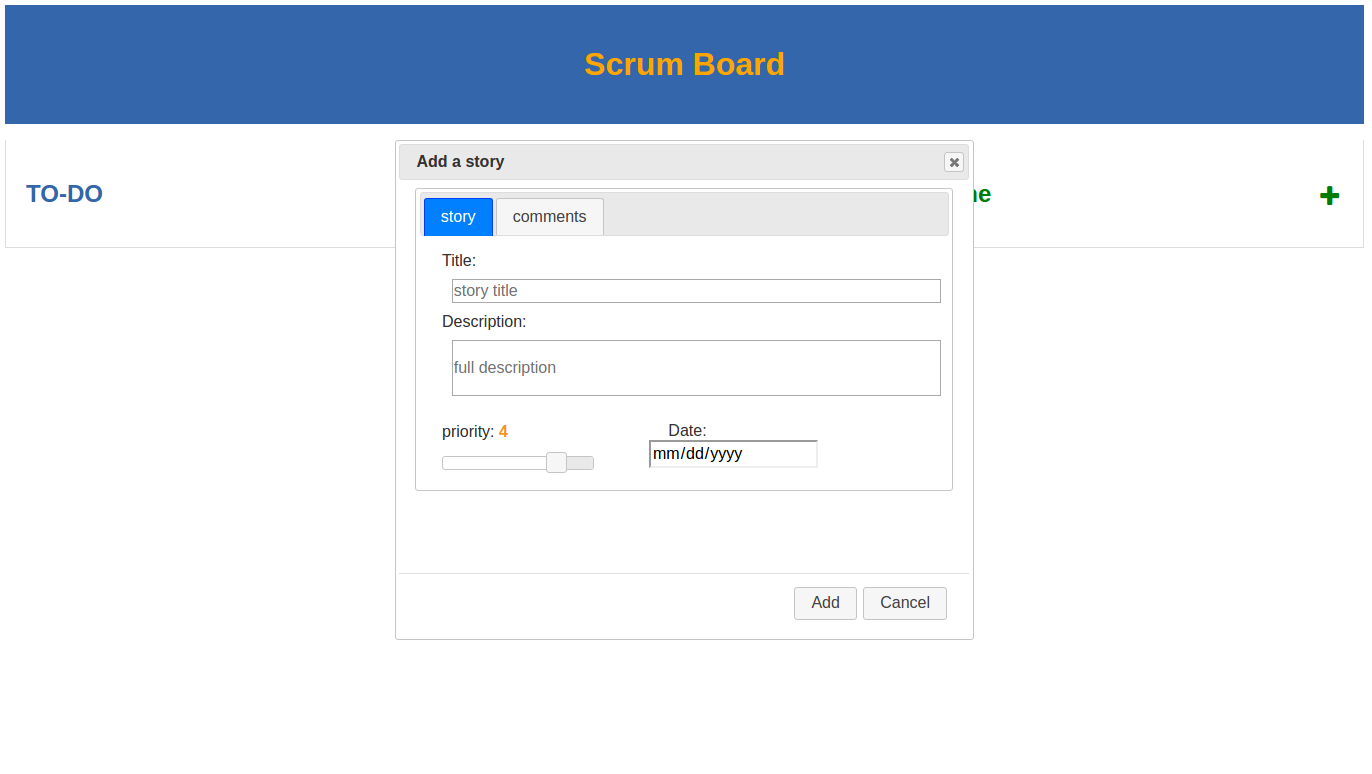 Scrum Board
Add a story
TO-DO
story comments
Title:
story title
Description:
full description
priority: 4
Date:
mm/dd/yyyy
Add Cancel